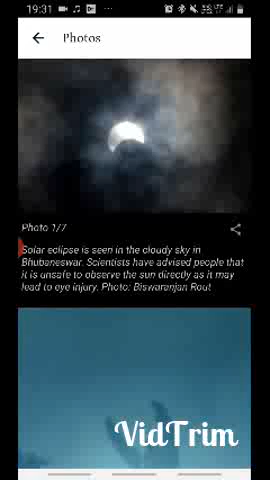 19:31
Photos
Photo 1/7
Solar eclipse is seen in the cloudy sky in
Bhubaneswar. Scientists have advised people that
it is unsafe to observe the sun directly as it may
lead to eye injury. Photo: Biswaranjan Rout
VidTrim